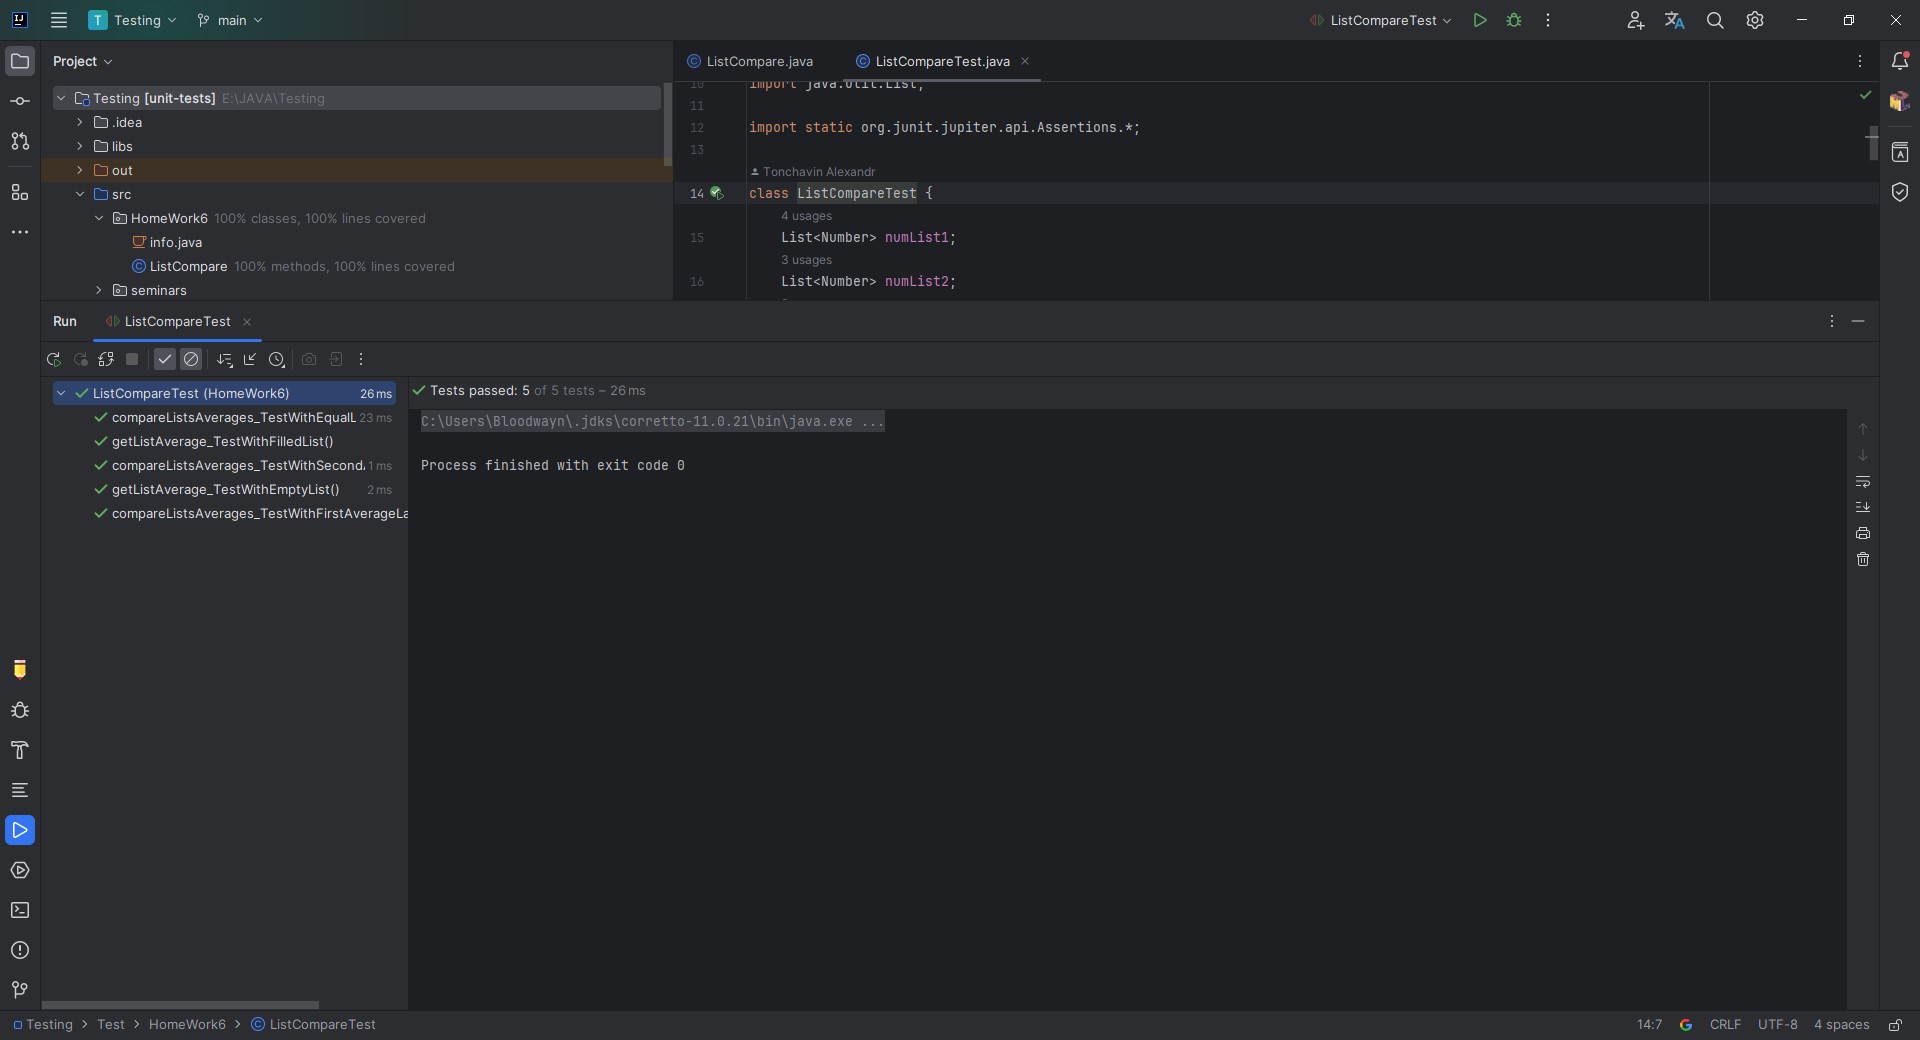 Testing main ListCompareTest
Project
ListCompare.java ListCompareTest.java
Testing [unit-tests] E:\JAVA\Testing
.idea
libs
out
src
HomeWork6 100% classes, 100% lines covered
info.java
ListCompare 100% methods, 100% lines covered
seminars
10 import java.util.List;
11
12 import static org.junit.jupiter.api.Assertions.*;
13
Tonchavin Alexandr
14 class ListCompareTest {
4 usages
15 List<Number> numList1;
3 usages
16 List<Number> numList2;
Run ListCompareTest
ListCompareTest (HomeWork6) 26 ms
compareListsAverages_TestWithEqualL 23 ms
getListAverage_TestWithFilledList()
compareListsAverages_TestWithSecond 1 ms
getListAverage_TestWithEmptyList() 2 ms
compareListsAverages_TestWithFirstAverageLa
Tests passed: 5 of 5 tests – 26 ms
C:\Users\Bloodwayn\.jdks\corretto-11.0.21\bin\java.exe ...
Process finished with exit code 0
Testing > Test > HomeWork6 > ListCompareTest
14:7 CRLF UTF-8 4 spaces